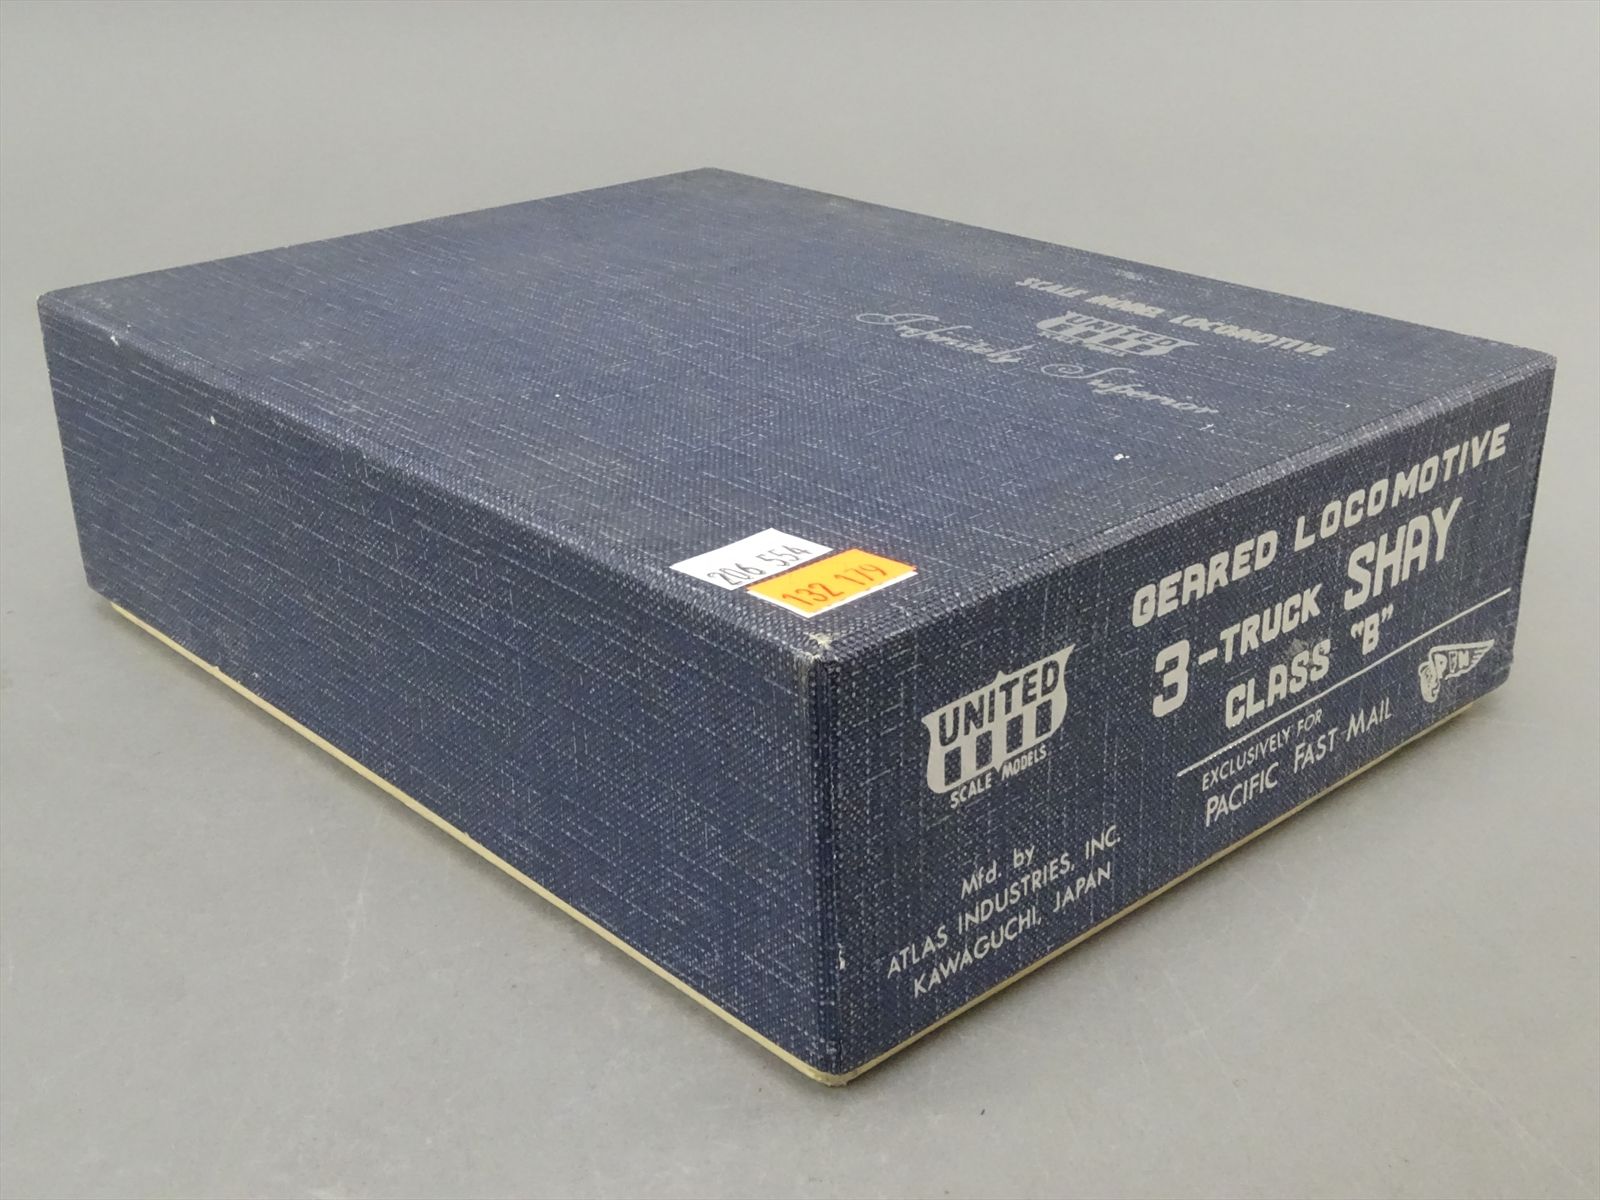 SCALE MODEL LOCOMOTIVE
UNITED
Infinitely Superior
206 554
132 179
GEARED LOCOMOTIVE
3-TRUCK SHAY
CLASS "B"
EXCLUSIVELY FOR
PACIFIC FAST MAIL
PFM
UNITED
SCALE MODELS
Mfd. by
ATLAS INDUSTRIES, INC.
KAWAGUCHI, JAPAN